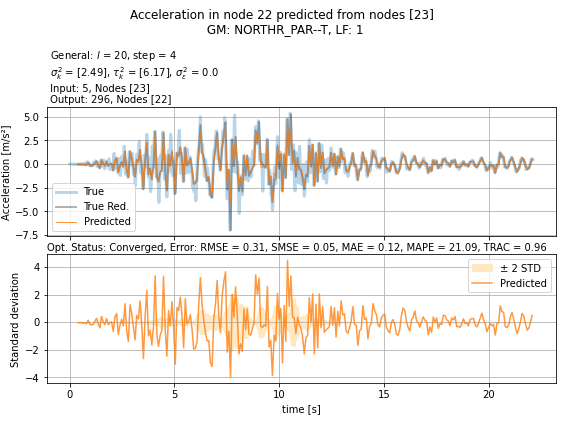 Acceleration in node 22 predicted from nodes [23]
GM: NORTHR_PAR--T, LF: 1
General: l = 20, step = 4
σ²ₖ = [2.49], τ²ₖ = [6.17], σ²ε = 0.0
Input: 5, Nodes [23]
Output: 296, Nodes [22]
Acceleration [m/s²]
5.0
2.5
0.0
−2.5
−5.0
−7.5
True
True Red.
Predicted
Opt. Status: Converged, Error: RMSE = 0.31, SMSE = 0.05, MAE = 0.12, MAPE = 21.09, TRAC = 0.96
Standard deviation
4
2
0
−2
−4
± 2 STD
Predicted
0
5
10
15
20
time [s]